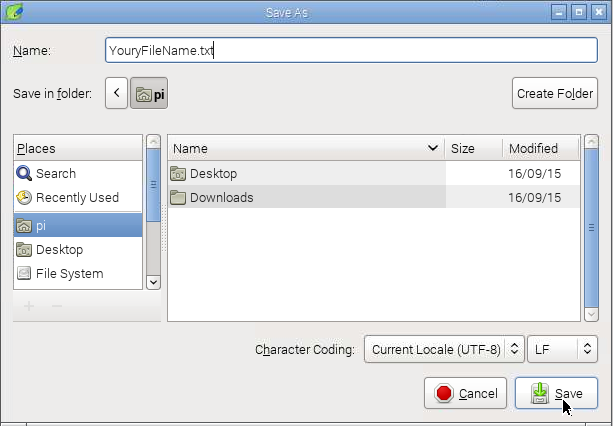 Save As
Name: YouryFileName.txt
Save in folder: < pi Create Folder
Places Name Size Modified
Search Desktop 16/09/15
Recently Used Downloads 16/09/15
pi
Desktop
File System
Character Coding: Current Locale (UTF-8) LF
Cancel Save